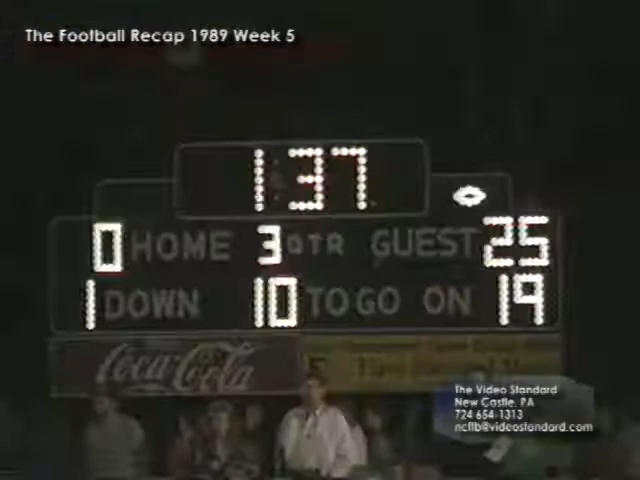 The Football Recap 1989 Week 5
1 37
0 HOME 3 QTR GUEST 25
1 DOWN 10 TO GO ON 19
Coca-Cola
The Video Standard
New Castle, PA
724 654-1313
ncftb@videostandard.com